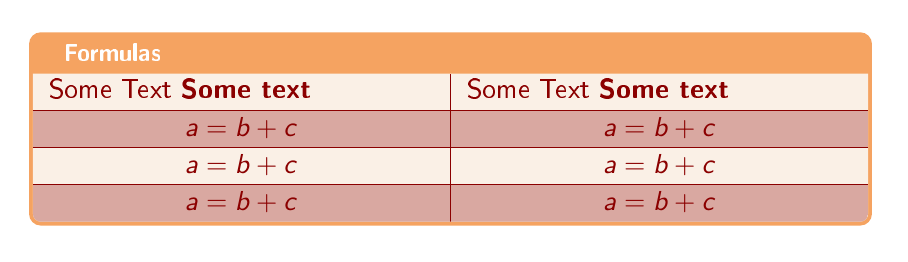 Formulas
Some Text Some text Some Text Some text
a = b + c a = b + c
a = b + c a = b + c
a = b + c a = b + c